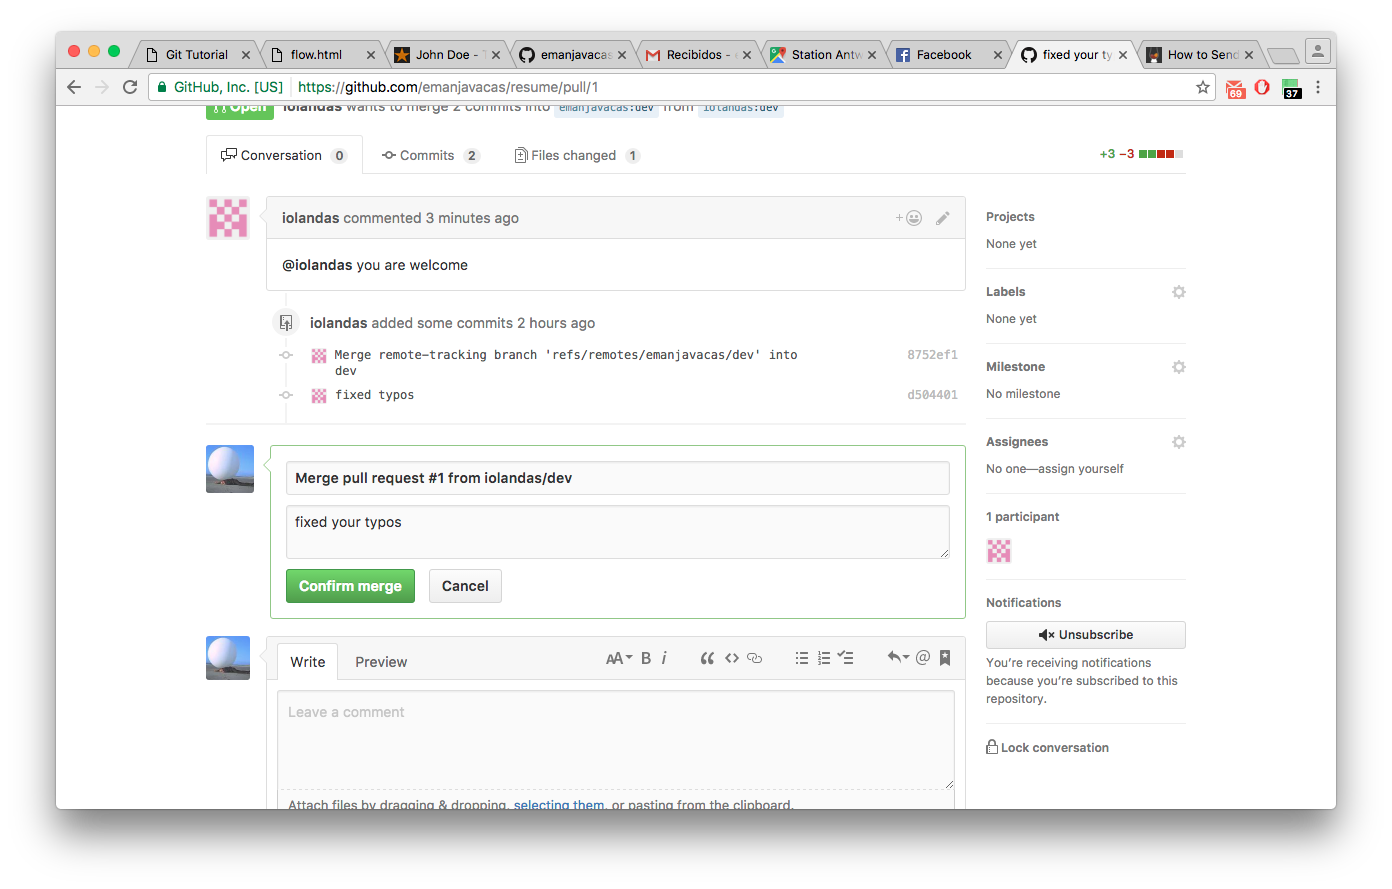 Git Tutorial
flow.html
John Doe -
emanjavacas
Recibidos -
Station Antw
Facebook
fixed your ty
How to Send
GitHub, Inc. [US]
https://github.com/emanjavacas/resume/pull/1
69
37
Open iolandas wants to merge 2 commits into emanjavacas:dev from iolandas:dev
Conversation 0
Commits 2
Files changed 1
+3 −3
iolandas commented 3 minutes ago
@iolandas you are welcome
iolandas added some commits 2 hours ago
Merge remote-tracking branch 'refs/remotes/emanjavacas/dev' into
dev
8752ef1
fixed typos
d504401
Merge pull request #1 from iolandas/dev
fixed your typos
Confirm merge
Cancel
Write
Preview
AA B i
Leave a comment
Attach files by dragging & dropping, selecting them, or pasting from the clipboard.
Projects
None yet
Labels
None yet
Milestone
No milestone
Assignees
No one—assign yourself
1 participant
Notifications
Unsubscribe
You're receiving notifications
because you're subscribed to this
repository.
Lock conversation